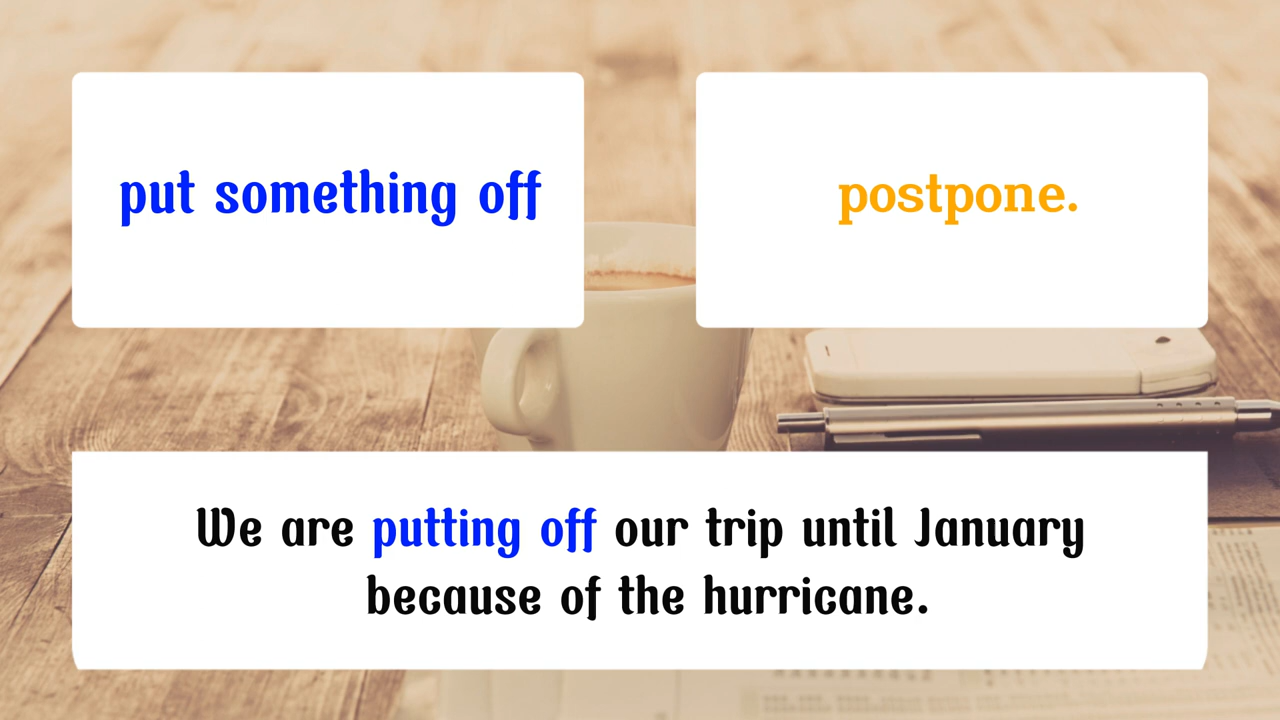 put something off
postpone.
We are putting off our trip until January
because of the hurricane.